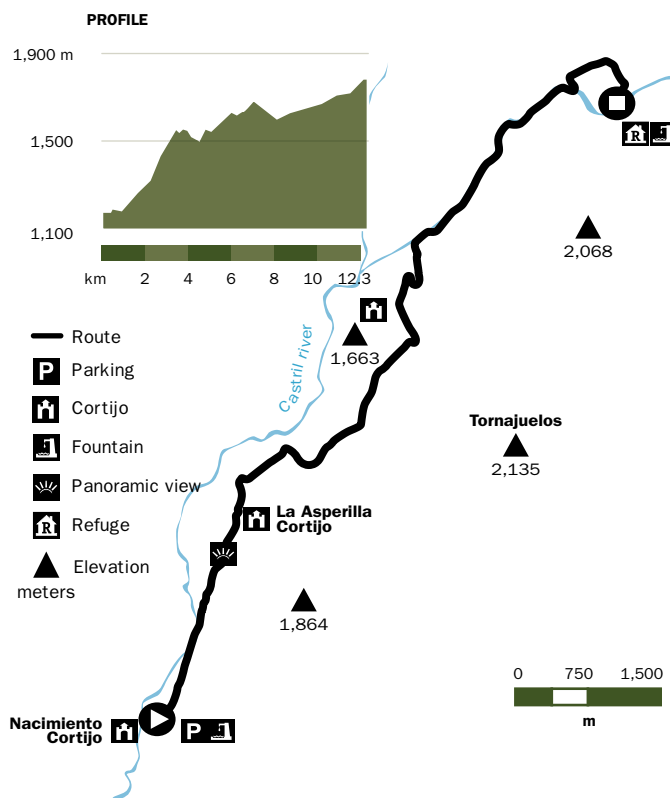 PROFILE
1,900 m
1,500
1,100
km 2 4 6 8 10 12.3
Route
P Parking
Cortijo
Fountain
Panoramic view
R Refuge
Elevation
meters
Castril river
R
2,068
1,663
Tornajuelos
2,135
La Asperilla
Cortijo
1,864
0 750 1,500
m
Nacimiento
Cortijo
P